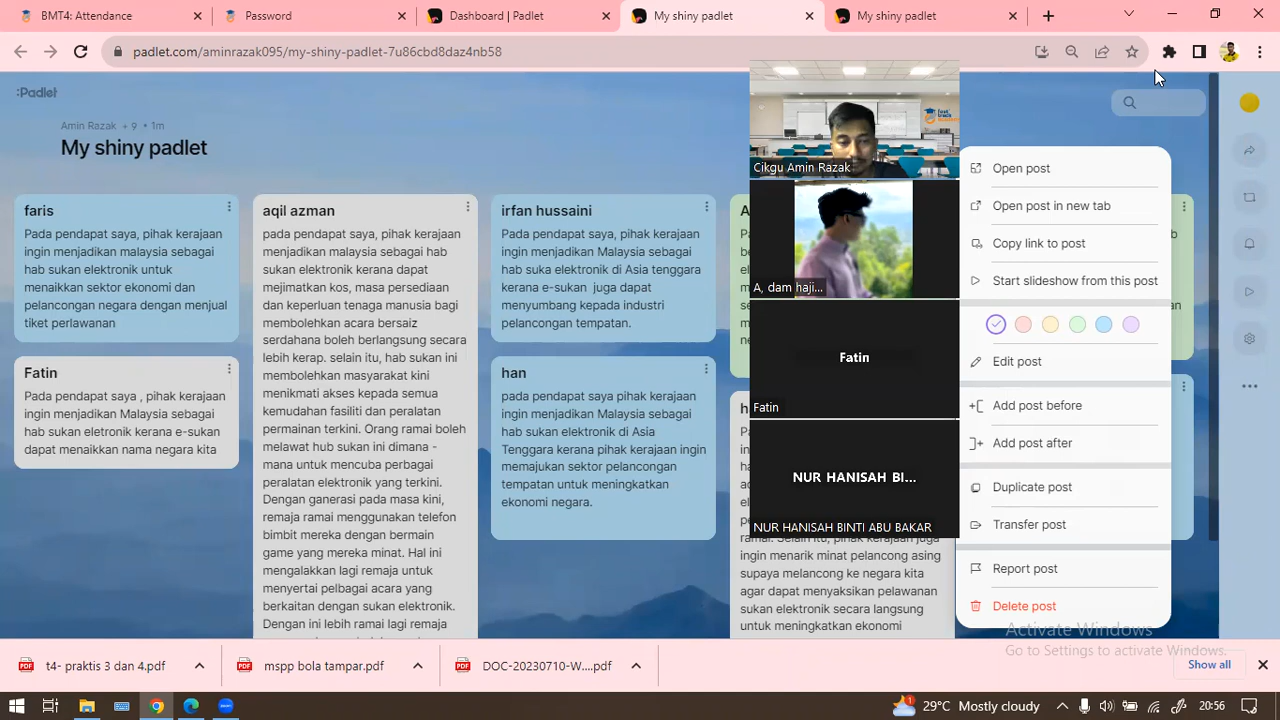 BMT4: Attendance
Password
Dashboard | Padlet
My shiny padlet
My shiny padlet
padlet.com/aminrazak095/my-shiny-padlet-7u86cbd8daz4nb58
:Padlet
Amin Razak +9 • 1m
My shiny padlet
faris
Pada pendapat saya, pihak kerajaan
ingin menjadikan Malaysia sebagai
hab sukan elektronik untuk
menaikkan sektor ekonomi dan
pelancongan negara dengan menjual
tiket perlawanan
Fatin
Pada pendapat saya , pihak kerajaan
ingin menjadikan Malaysia sebagai
hab sukan eletronik kerana e-sukan
dapat menaikkan nama negara kita
aqil azman
pada pendapat saya, pihak kerajaan
menjadikan malaysia sebagai hab
sukan elektronik kerana dapat
mejimatkan kos, masa persediaan
dan keperluan tenaga manusia bagi
membolehkan acara bersaiz
serdahana boleh berlangsung secara
lebih kerap. selain itu, hab sukan ini
membolehkan masyarakat kini
menikmati akses kepada semua
kemudahan fasiliti dan peralatan
permainan terkini. Orang ramai boleh
melawat hub sukan ini dimana -
mana untuk mencuba perbagai
peralatan elektronik yang terkini.
Dengan ganerasi pada masa kini,
remaja ramai menggunakan telefon
bimbit mereka dengan bermain
game yang mereka minat. Hal ini
mengalakkan lagi remaja untuk
menyertai pelbagai acara yang
berkaitan dengan sukan elektronik.
Dengan ini lebih ramai lagi remaja
irfan hussaini
Pada pendapat saya, pihak kerajaan
ingin menjadikan Malaysia sebagai
hab suka elektronik di Asia tenggara
kerana e-sukan juga dapat
menyumbang kepada industri
pelancongan tempatan.
han
pada pendapat saya pihak kerajaan
ingin menjadikan Malaysia sebagai
hab sukan elektronik di Asia
Tenggara kerana pihak kerajaan ingin
memajukan sektor pelancongan
tempatan untuk meningkatkan
ekonomi negara.
juga
ingin menarik minat pelancong asing
supaya melancong ke negara kita
agar dapat menyaksikan pelawanan
sukan elektronik secara langsung
untuk meningkatkan ekonomi
Cikgu Amin Razak
A, dam haji...
Fatin
Fatin
NUR HANISAH BI...
NUR HANISAH BINTI ABU BAKAR
Open post
Open post in new tab
Copy link to post
Start slideshow from this post
Edit post
Add post before
Add post after
Duplicate post
Transfer post
Report post
Delete post
Activate Windows
Go to Settings to activate Windows.
t4- praktis 3 dan 4.pdf
mspp bola tampar.pdf
DOC-20230710-W....pdf
Show all
29°C Mostly cloudy
20:56